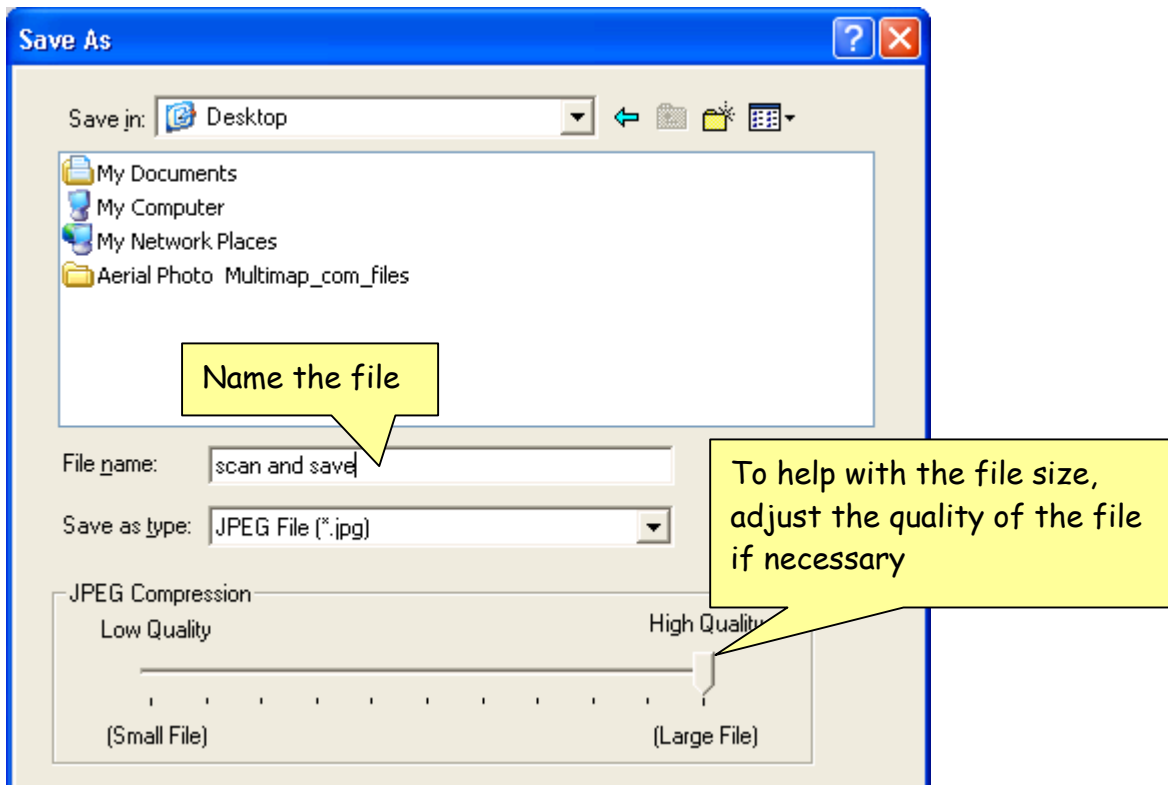 Save As
Save in: Desktop
My Documents
My Computer
My Network Places
Aerial Photo Multimap_com_files
Name the file
File name: scan and save
To help with the file size,
adjust the quality of the file
if necessary
Save as type: JPEG File (*.jpg)
JPEG Compression
Low Quality High Quality
(Small File) (Large File)